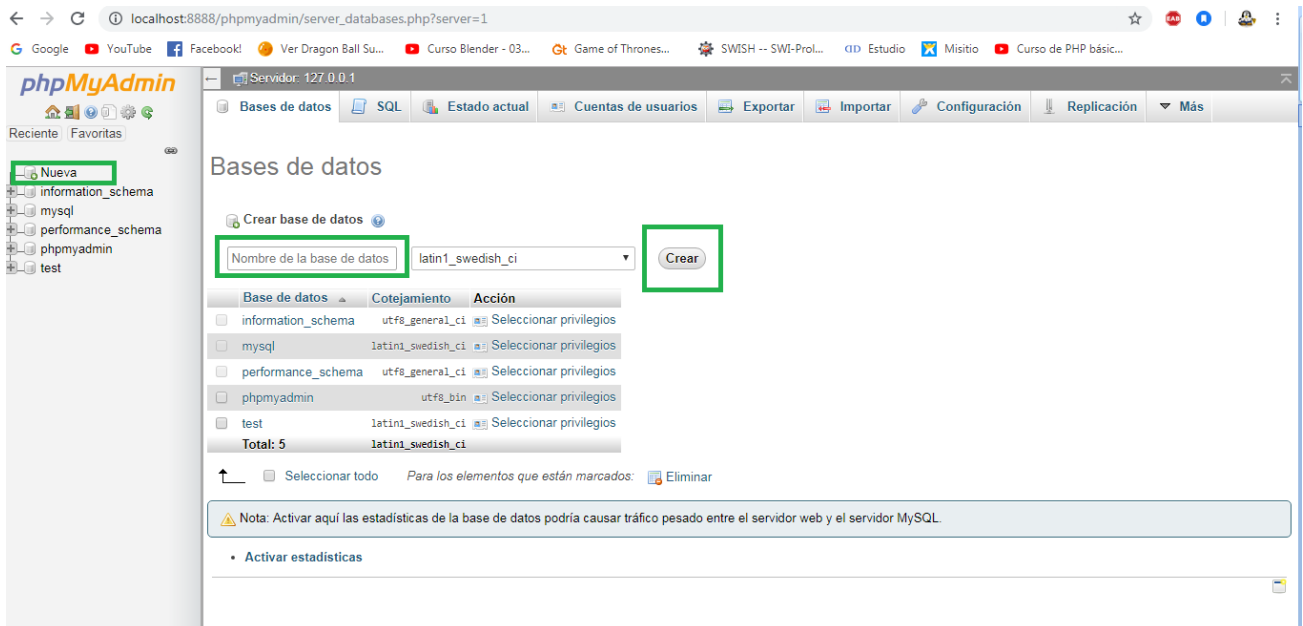 localhost:8888/phpmyadmin/server_databases.php?server=1
Google YouTube Facebook! Ver Dragon Ball Su... Curso Blender - 03... Game of Thrones... SWISH -- SWI-Prol... Estudio Misitio Curso de PHP básic...
phpMyAdmin
Reciente Favoritas
Nueva
information_schema
mysql
performance_schema
phpmyadmin
test
Servidor: 127.0.0.1
Bases de datos SQL Estado actual Cuentas de usuarios Exportar Importar Configuración Replicación Más
Bases de datos
Crear base de datos
Nombre de la base de datos latin1_swedish_ci Crear
Base de datos Cotejamiento Acción
information_schema utf8_general_ci Seleccionar privilegios
mysql latin1_swedish_ci Seleccionar privilegios
performance_schema utf8_general_ci Seleccionar privilegios
phpmyadmin utf8_bin Seleccionar privilegios
test latin1_swedish_ci Seleccionar privilegios
Total: 5 latin1_swedish_ci
Seleccionar todo Para los elementos que están marcados: Eliminar
Nota: Activar aquí las estadísticas de la base de datos podría causar tráfico pesado entre el servidor web y el servidor MySQL.
• Activar estadísticas